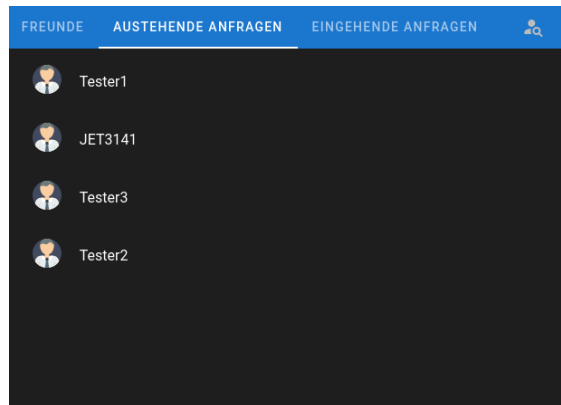 FREUNDE AUSTEHENDE ANFRAGEN EINGEHENDE ANFRAGEN
Tester1
JET3141
Tester3
Tester2